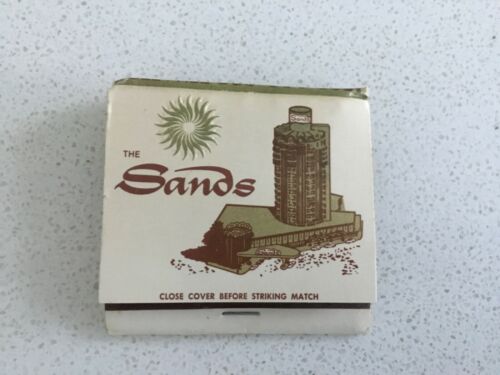 THE
Sands
Sands
CLOSE COVER BEFORE STRIKING MATCH